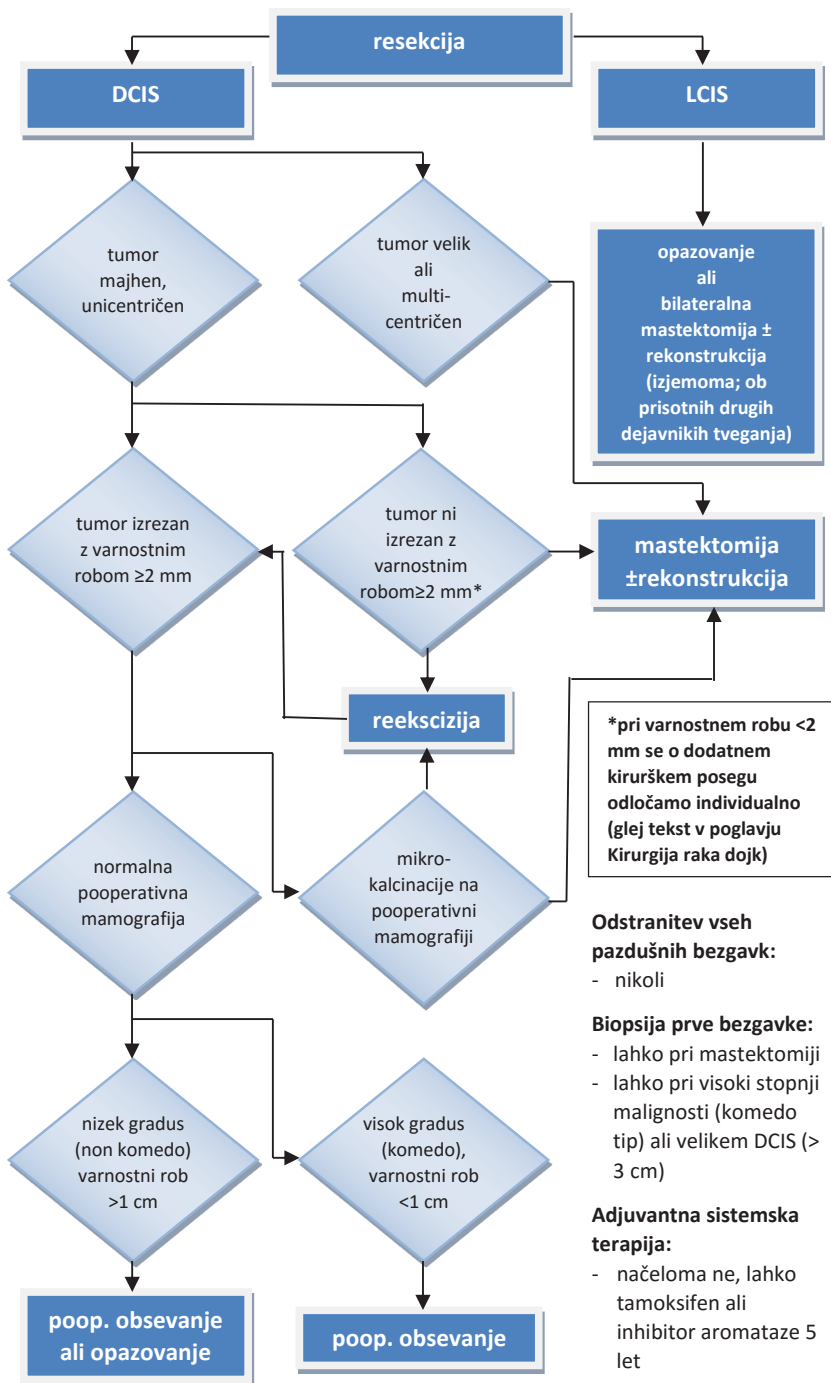 resekcija
DCIS
LCIS
tumor
majhen,
unicentričen
tumor velik
ali
multi-
centričen
opazovanje
ali
bilateralna
mastektomija ±
rekonstrukcija
(izjemoma; ob
prisotnih drugih
dejavnikih tveganja)
tumor izrezan
z varnostnim
robom ≥2 mm
tumor ni
izrezan z
varnostnim
robom≥2 mm*
mastektomija
±rekonstrukcija
reekscizija
*pri varnostnem robu <2
mm se o dodatnem
kirurškem posegu
odločamo individualno
(glej tekst v poglavju
Kirurgija raka dojk)
normalna
pooperativna
mamografija
mikro-
kalcinacije na
pooperativni
mamografiji
Odstranitev vseh
pazdušnih bezgavk:
- nikoli
Biopsija prve bezgavke:
- lahko pri mastektomiji
- lahko pri visoki stopnji
malignosti (komedo
tip) ali velikem DCIS (>
3 cm)
Adjuvantna sistemska
terapija:
- načeloma ne, lahko
tamoksifen ali
inhibitor aromataze 5
let
nizek gradus
(non komedo)
varnostni rob
>1 cm
visok gradus
(komedo),
varnostni rob
<1 cm
poop. obsevanje
ali opazovanje
poop. obsevanje